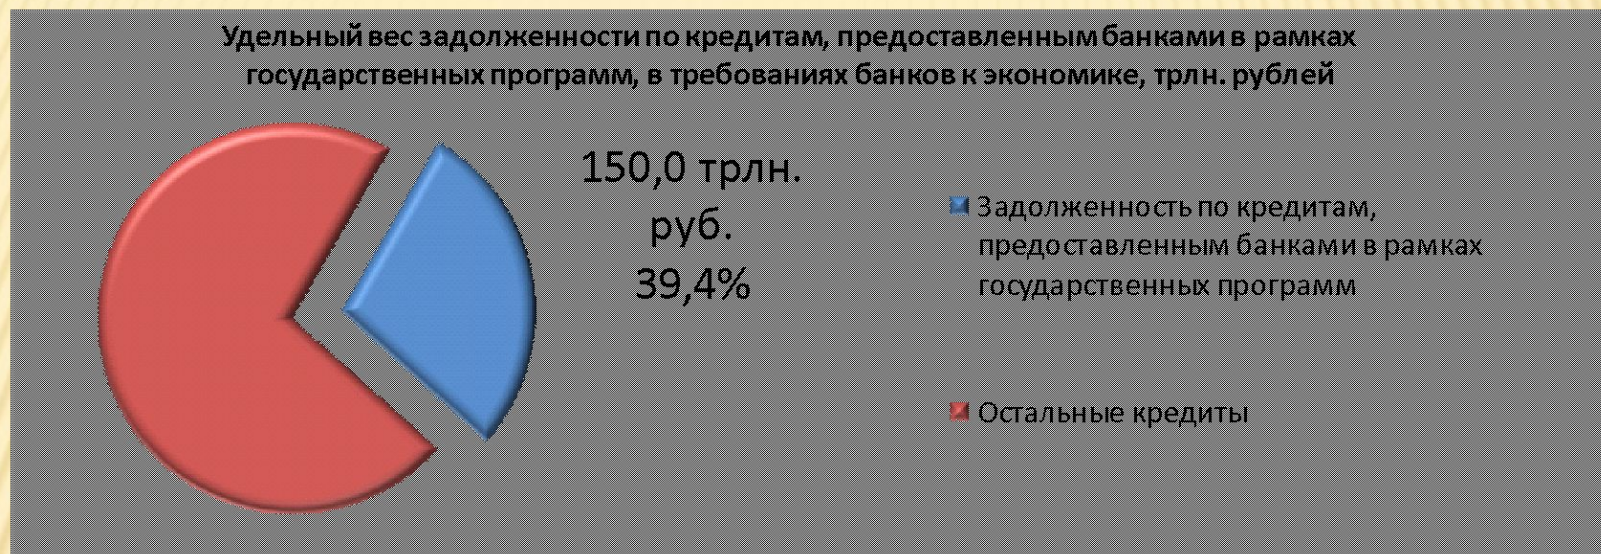 Удельный вес задолженности по кредитам, предоставленным банками в рамках
государственных программ, в требованиях банков к экономике, трлн. рублей
150,0 трлн.
руб.
39,4%
Задолженность по кредитам,
предоставленным банками в рамках
государственных программ
Остальные кредиты